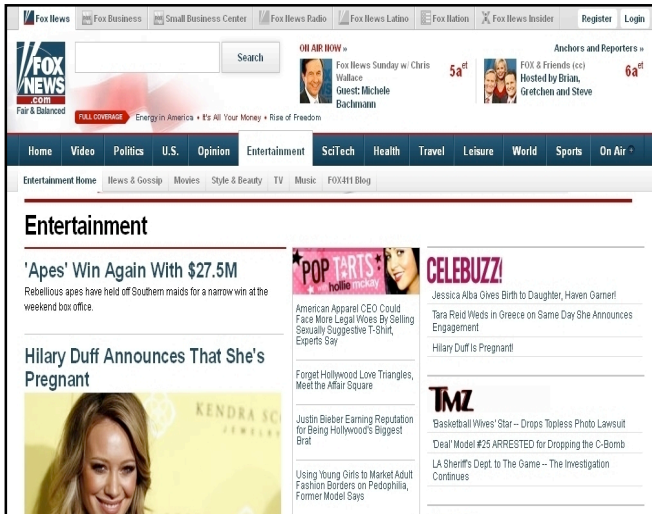 Fox News
Fox Business
Small Business Center
Fox News Radio
Fox News Latino
Fox Nation
Fox News Insider
Register
Login
FOX
NEWS
.com
Fair & Balanced
Search
ON AIR NOW »
Fox News Sunday w/ Chris
Wallace
Guest: Michele
Bachmann
5a et
Anchors and Reporters »
FOX & Friends (cc)
Hosted by Brian,
Gretchen and Steve
6a et
FULL COVERAGE
Energy in America • It's All Your Money • Rise of Freedom
Home Video Politics U.S. Opinion Entertainment SciTech Health Travel Leisure World Sports On Air +
Entertainment Home News & Gossip Movies Style & Beauty TV Music FOX411 Blog
Entertainment
'Apes' Win Again With $27.5M
Rebellious apes have held off Southern maids for a narrow win at the
weekend box office.
Hilary Duff Announces That She's
Pregnant
KENDRA SC
JEWELRY
POP TARTS
hollie mckay
American Apparel CEO Could
Face More Legal Woes By Selling
Sexually Suggestive T-Shirt,
Experts Say
Forget Hollywood Love Triangles,
Meet the Affair Square
Justin Bieber Earning Reputation
for Being Hollywood's Biggest
Brat
Using Young Girls to Market Adult
Fashion Borders on Pedophilia,
Former Model Says
CELEBUZZ!
Jessica Alba Gives Birth to Daughter, Haven Garner!
Tara Reid Weds in Greece on Same Day She Announces
Engagement
Hilary Duff Is Pregnant!
TMZ
'Basketball Wives' Star -- Drops Topless Photo Lawsuit
'Deal' Model #25 ARRESTED for Dropping the C-Bomb
LA Sheriff's Dept. to The Game -- The Investigation
Continues